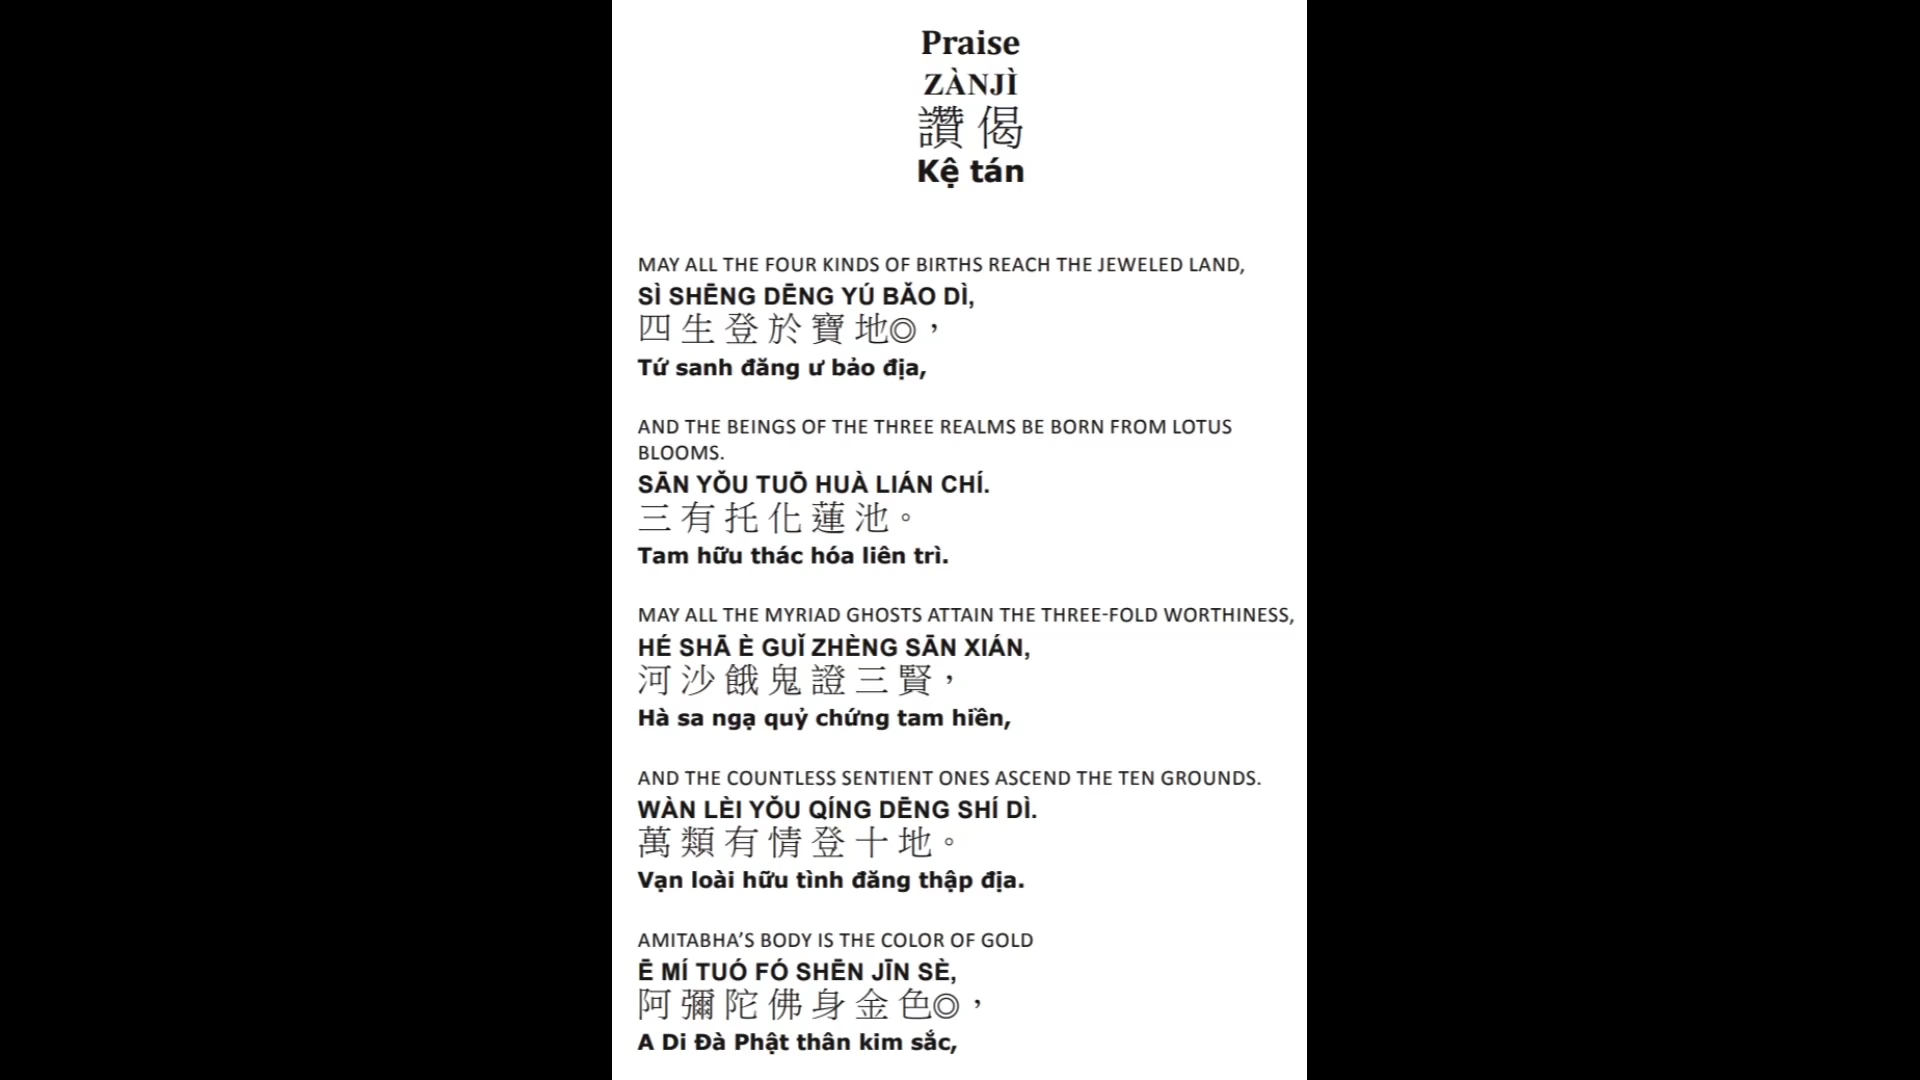 Praise
ZÀNJÌ
讚 偈
Kệ tán
MAY ALL THE FOUR KINDS OF BIRTHS REACH THE JEWELED LAND,
SÌ SHĒNG DĒNG YÚ BǍO DÌ,
四 生 登 於 寶 地◎，
Tứ sanh đăng ư bảo địa,
AND THE BEINGS OF THE THREE REALMS BE BORN FROM LOTUS
BLOOMS.
SĀN YǑU TUŌ HUÀ LIÁN CHÍ.
三 有 托 化 蓮 池。
Tam hữu thác hóa liên trì.
MAY ALL THE MYRIAD GHOSTS ATTAIN THE THREE-FOLD WORTHINESS,
HÉ SHĀ È GUǏ ZHÈNG SĀN XIÁN,
河 沙 餓 鬼 證 三 賢，
Hà sa ngạ quỷ chứng tam hiền,
AND THE COUNTLESS SENTIENT ONES ASCEND THE TEN GROUNDS.
WÀN LÈI YǑU QÍNG DĒNG SHÍ DÌ.
萬 類 有 情 登 十 地。
Vạn loài hữu tình đăng thập địa.
AMITABHA’S BODY IS THE COLOR OF GOLD
Ē MÍ TUÓ FÓ SHĒN JĪN SÈ,
阿 彌 陀 佛 身 金 色◎，
A Di Đà Phật thân kim sắc,